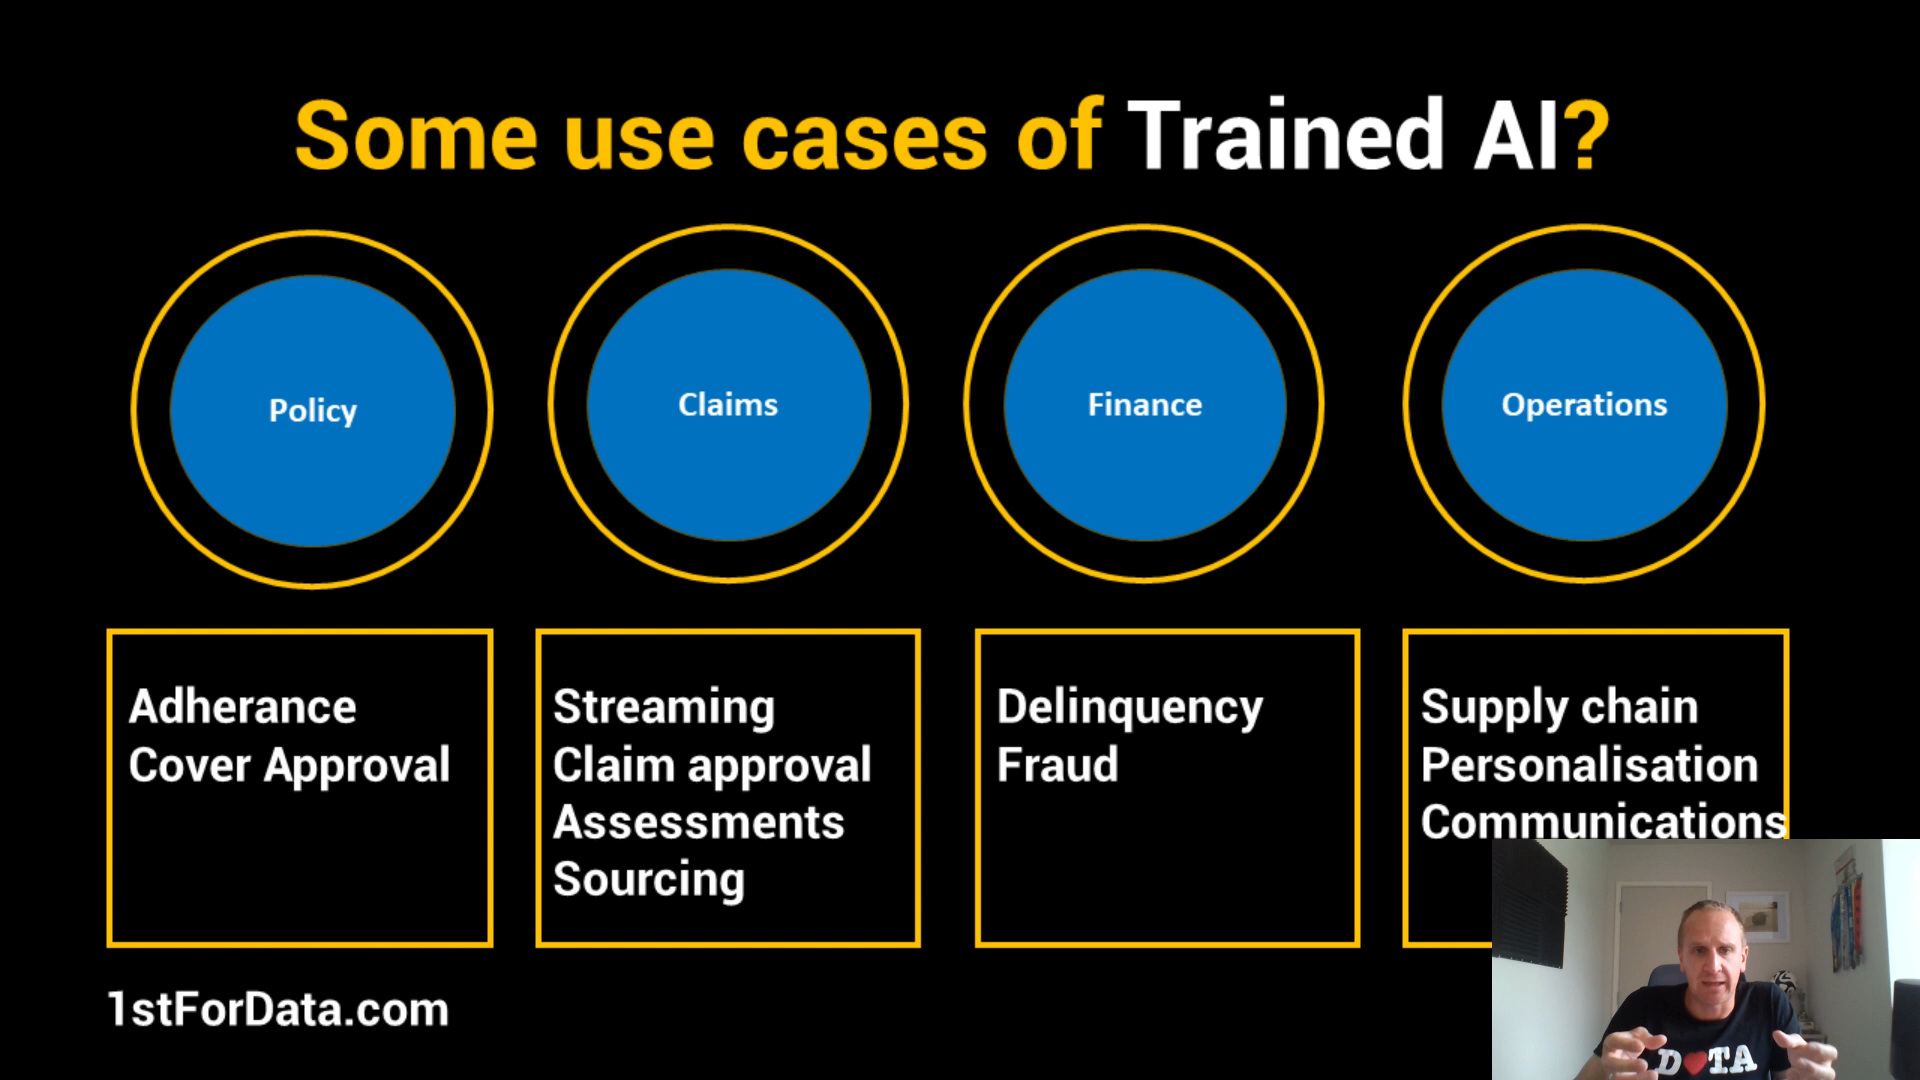 Some use cases of Trained AI?
Policy
Claims
Finance
Operations
Adherance
Cover Approval
Streaming
Claim approval
Assessments
Sourcing
Delinquency
Fraud
Supply chain
Personalisation
Communications
1stForData.com
D❤TA